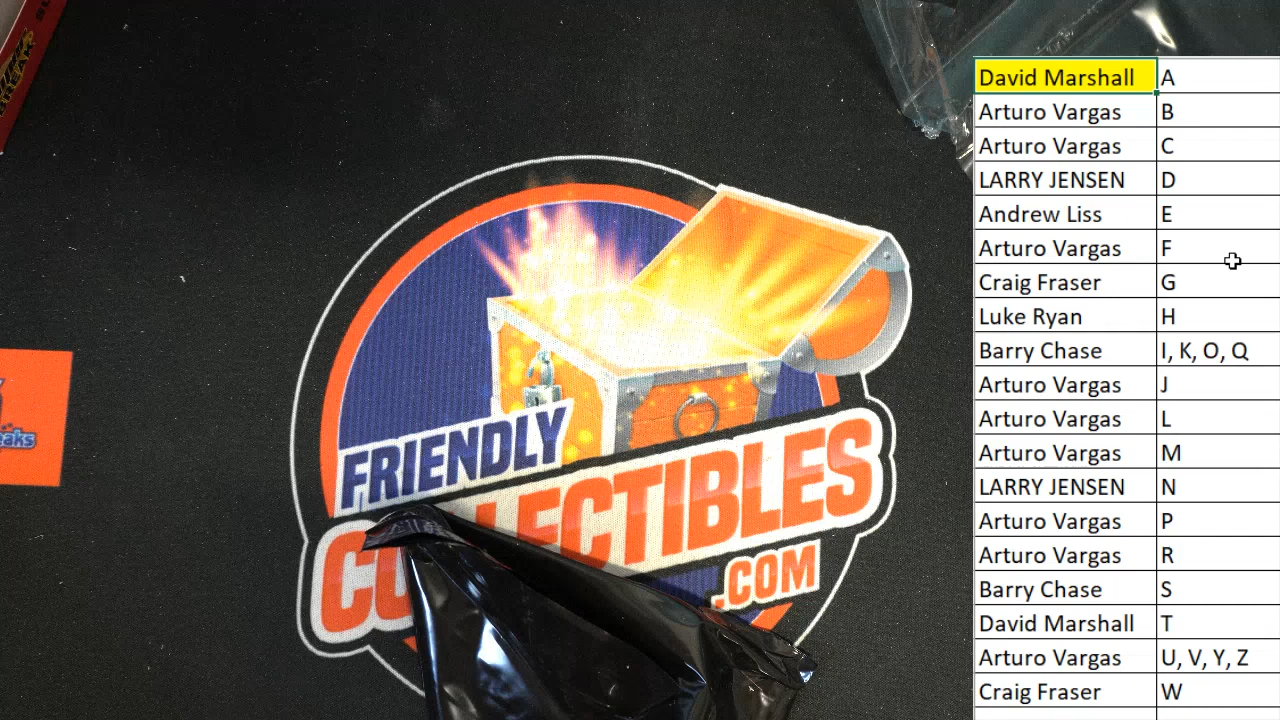 BREAK
eaks
FRIENDLY
COLLECTIBLES
.COM
David Marshall A
Arturo Vargas B
Arturo Vargas C
LARRY JENSEN D
Andrew Liss E
Arturo Vargas F
Craig Fraser G
Luke Ryan H
Barry Chase I, K, O, Q
Arturo Vargas J
Arturo Vargas L
Arturo Vargas M
LARRY JENSEN N
Arturo Vargas P
Arturo Vargas R
Barry Chase S
David Marshall T
Arturo Vargas U, V, Y, Z
Craig Fraser W